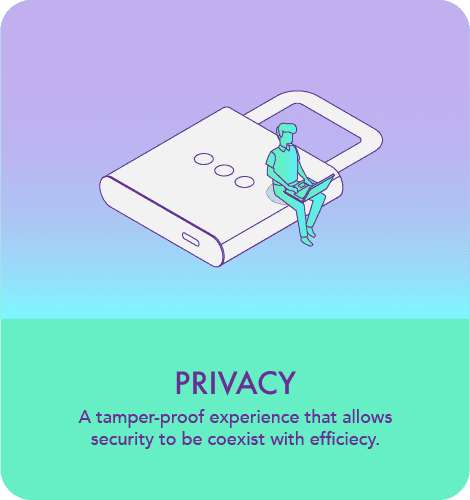 PRIVACY
A tamper-proof experience that allows
security to be coexist with efficiecy.